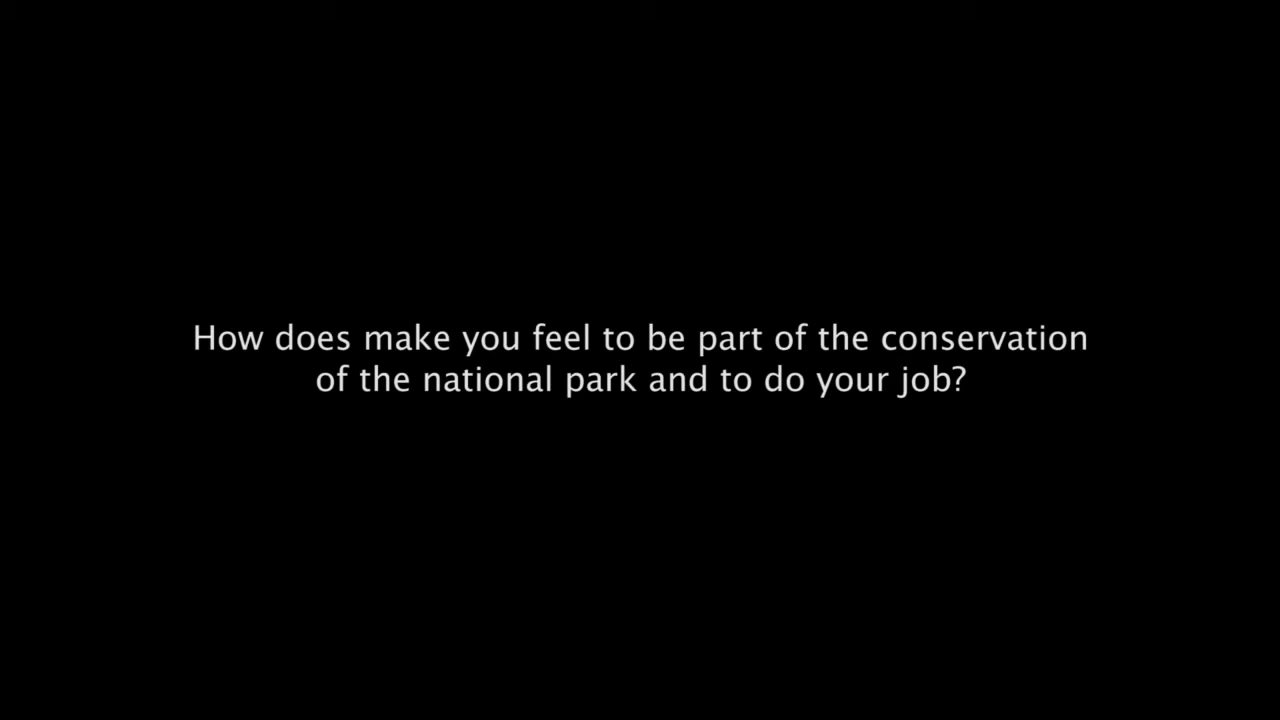 How does make you feel to be part of the conservation
of the national park and to do your job?